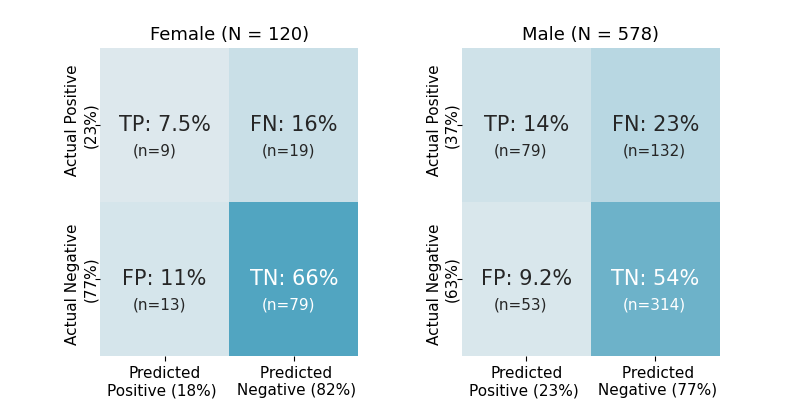 Female (N = 120)
Actual Positive
(23%)
TP: 7.5%
(n=9)
FN: 16%
(n=19)
Actual Negative
(77%)
FP: 11%
(n=13)
TN: 66%
(n=79)
Predicted
Positive (18%)
Predicted
Negative (82%)
Male (N = 578)
Actual Positive
(37%)
TP: 14%
(n=79)
FN: 23%
(n=132)
Actual Negative
(63%)
FP: 9.2%
(n=53)
TN: 54%
(n=314)
Predicted
Positive (23%)
Predicted
Negative (77%)